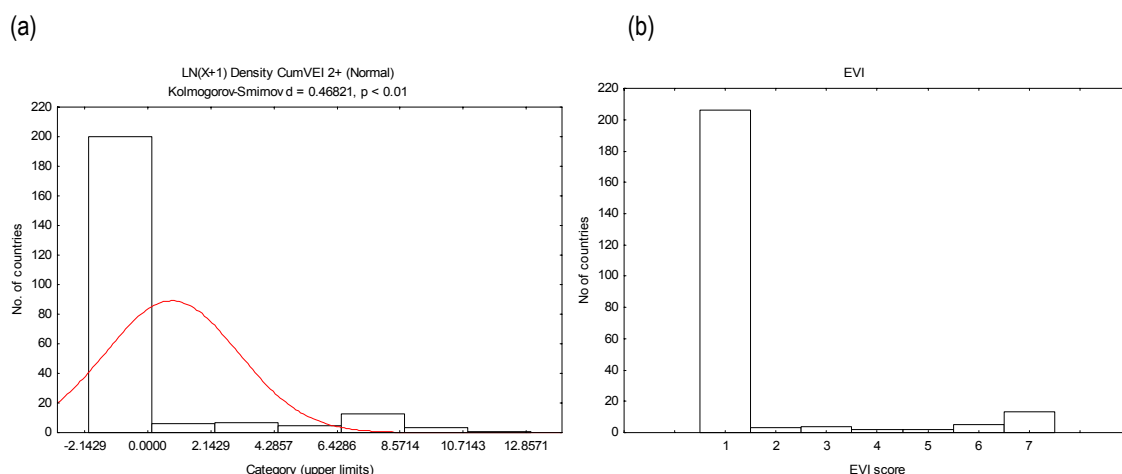 (a)
(b)
LN(X+1) Density CumVEI 2+ (Normal)
Kolmogorov-Smirnov d = 0.46821, p < 0.01
No. of countries
220
200
180
160
140
120
100
80
60
40
20
0
-2.1429 0.0000 2.1429 4.2857 6.4286 8.5714 10.7143 12.8571
Category (upper limits)
EVI
No of countries
220
200
180
160
140
120
100
80
60
40
20
0
1 2 3 4 5 6 7
EVI score